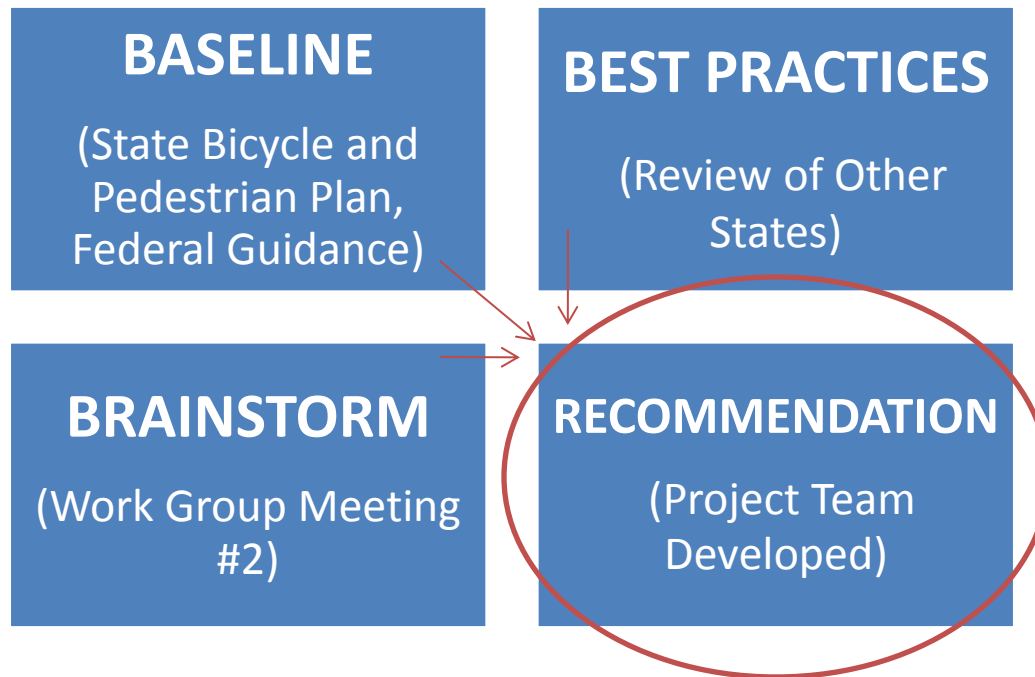 BASELINE
(State Bicycle and
Pedestrian Plan,
Federal Guidance)
BEST PRACTICES
(Review of Other
States)
BRAINSTORM
(Work Group Meeting
#2)
RECOMMENDATION
(Project Team
Developed)